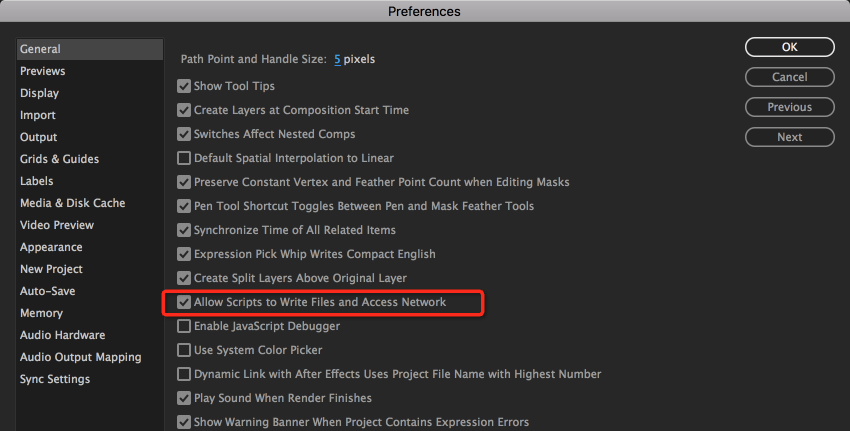 Preferences
General
Previews
Display
Import
Output
Grids & Guides
Labels
Media & Disk Cache
Video Preview
Appearance
New Project
Auto-Save
Memory
Audio Hardware
Audio Output Mapping
Sync Settings
Path Point and Handle Size: 5 pixels
Show Tool Tips
Create Layers at Composition Start Time
Switches Affect Nested Comps
Default Spatial Interpolation to Linear
Preserve Constant Vertex and Feather Point Count when Editing Masks
Pen Tool Shortcut Toggles Between Pen and Mask Feather Tools
Synchronize Time of All Related Items
Expression Pick Whip Writes Compact English
Create Split Layers Above Original Layer
Allow Scripts to Write Files and Access Network
Enable JavaScript Debugger
Use System Color Picker
Dynamic Link with After Effects Uses Project File Name with Highest Number
Play Sound When Render Finishes
Show Warning Banner When Project Contains Expression Errors
OK
Cancel
Previous
Next